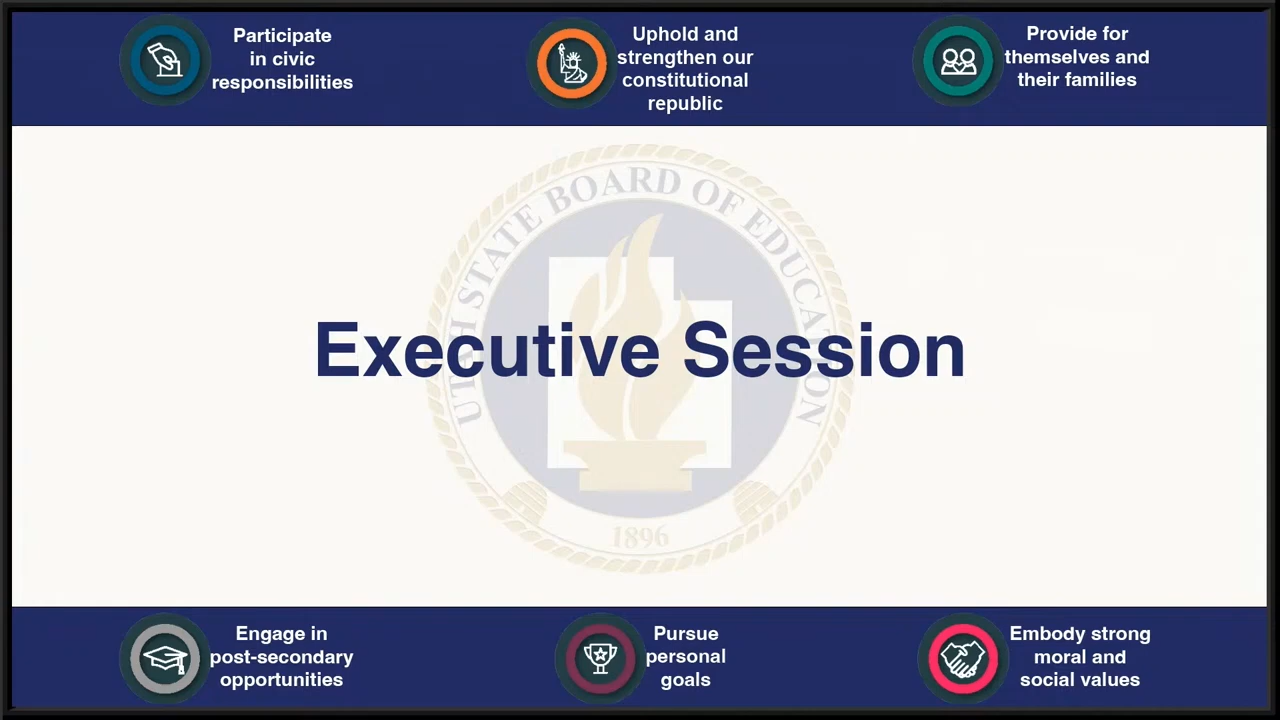 Participate
in civic
responsibilities
Uphold and
strengthen our
constitutional
republic
Provide for
themselves and
their families
UTAH STATE BOARD OF EDUCATION
Executive Session
1896
Engage in
post-secondary
opportunities
Pursue
personal
goals
Embody strong
moral and
social values